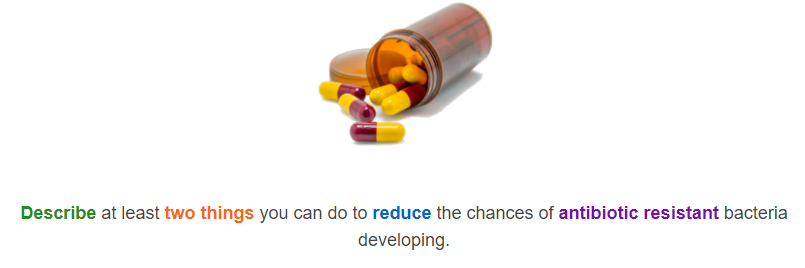 Describe at least two things you can do to reduce the chances of antibiotic resistant bacteria
developing.